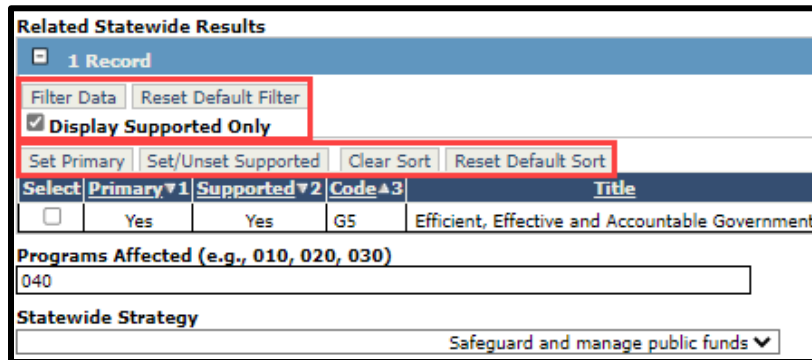 Related Statewide Results
1 Record
Filter Data Reset Default Filter
Display Supported Only
Set Primary Set/Unset Supported Clear Sort Reset Default Sort
Select Primary▼1 Supported▼2 Code▲3 Title
Yes Yes G5 Efficient, Effective and Accountable Government
Programs Affected (e.g., 010, 020, 030)
040
Statewide Strategy
Safeguard and manage public funds